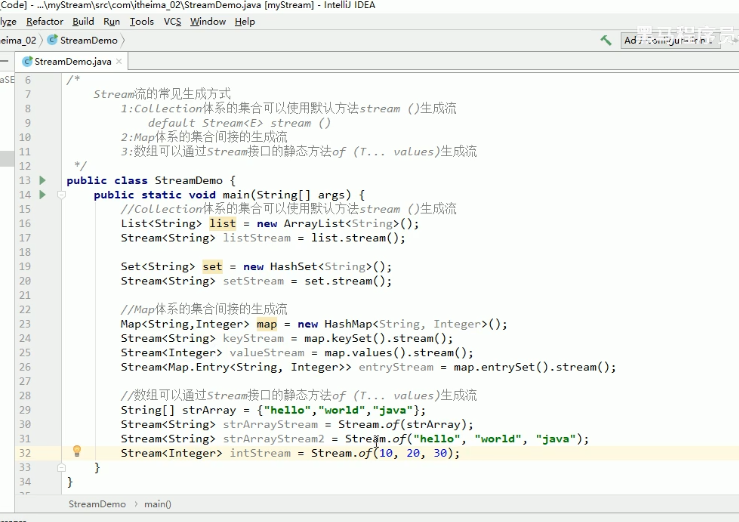 Code] - ...\myStream\src\com\itheima_02\StreamDemo.java [myStream] - IntelliJ IDEA
lyze Refactor Build Run Tools VCS Window Help
eima_02 StreamDemo
黑马程序员
StreamDemo.java
6 /*
7 Stream流的常见生成方式
8 1:Collection体系的集合可以使用默认方法stream ()生成流
9 default Stream<E> stream ()
10 2:Map体系的集合间接的生成流
11 3:数组可以通过Stream接口的静态方法of (T... values)生成流
12 */
13 public class StreamDemo {
14 public static void main(String[] args) {
15 //Collection体系的集合可以使用默认方法stream ()生成流
16 List<String> list = new ArrayList<String>();
17 Stream<String> listStream = list.stream();
18
19 Set<String> set = new HashSet<String>();
20 Stream<String> setStream = set.stream();
21
22 //Map体系的集合间接的生成流
23 Map<String,Integer> map = new HashMap<String, Integer>();
24 Stream<String> keyStream = map.keySet().stream();
25 Stream<Integer> valueStream = map.values().stream();
26 Stream<Map.Entry<String, Integer>> entryStream = map.entrySet().stream();
27
28 //数组可以通过Stream接口的静态方法of (T... values)生成流
29 String[] strArray = {"hello","world","java"};
30 Stream<String> strArrayStream = Stream.of(strArray);
31 Stream<String> strArrayStream2 = Stream.of("hello", "world", "java");
32 Stream<Integer> intStream = Stream.of(10, 20, 30);
33 }
34 }
35
StreamDemo main()